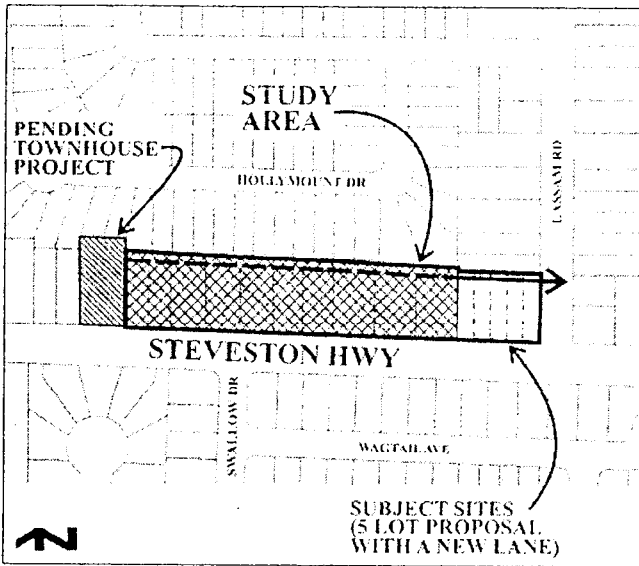 STUDY
AREA
PENDING
TOWNHOUSE
PROJECT
HOLLYMOUNT DR
LASSAM RD
STEVESTON HWY
SWALLOW DR
WAGTAIL AVE
SUBJECT SITES
(5 LOT PROPOSAL
WITH A NEW LANE)
N